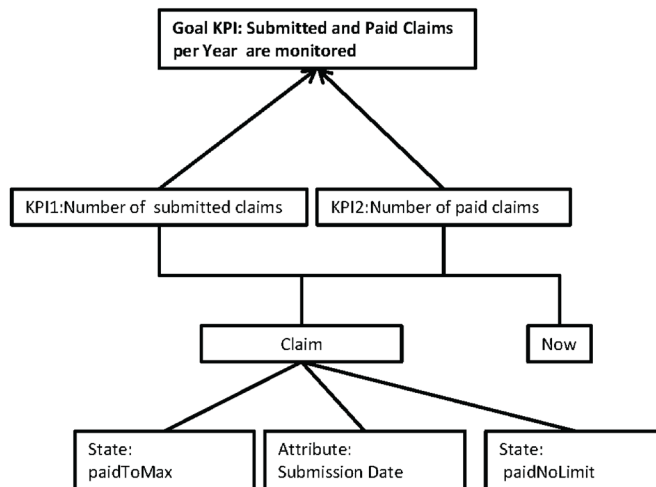 Goal KPI: Submitted and Paid Claims
per Year are monitored
KPI1:Number of submitted claims
KPI2:Number of paid claims
Claim
Now
State:
paidToMax
Attribute:
Submission Date
State:
paidNoLimit